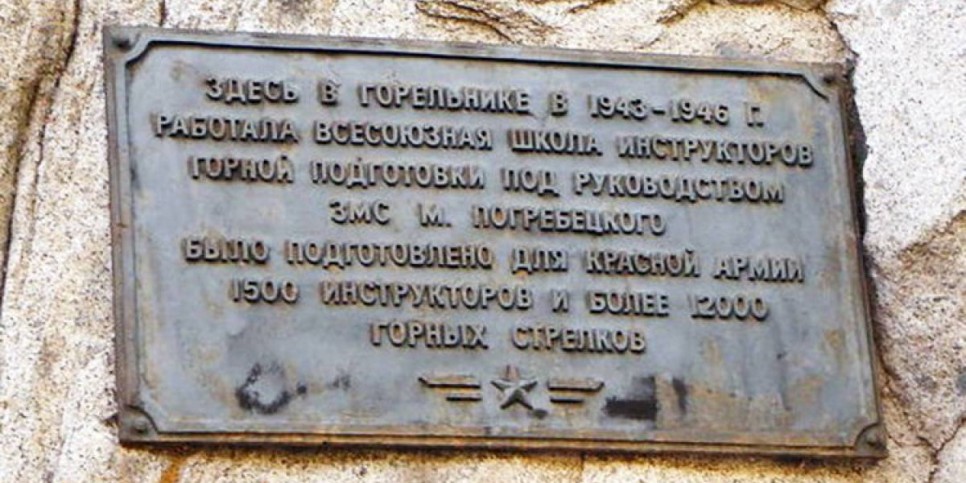 ЗДЕСЬ В ГОРЕЛЬНИКЕ В 1943-1946 Г.
РАБОТАЛА ВСЕСОЮЗНАЯ ШКОЛА ИНСТРУКТОРОВ
ГОРНОЙ ПОДГОТОВКИ ПОД РУКОВОДСТВОМ
ЗМС М. ПОГРЕБЕЦКОГО
БЫЛО ПОДГОТОВЛЕНО ДЛЯ КРАСНОЙ АРМИИ
1500 ИНСТРУКТОРОВ И БОЛЕЕ 12000
ГОРНЫХ СТРЕЛКОВ